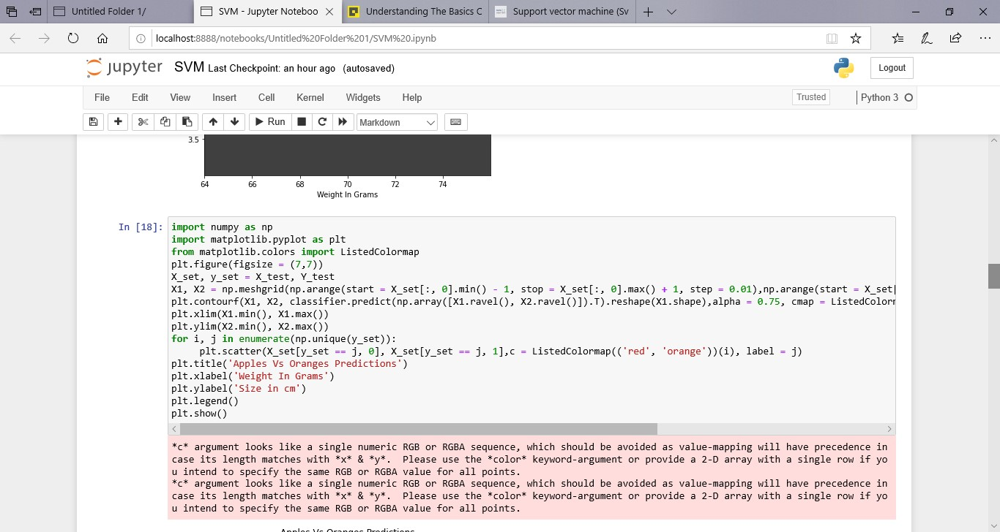 Untitled Folder 1/
SVM - Jupyter Noteboo
Understanding The Basics C
Support vector machine (Sv
localhost:8888/notebooks/Untitled%20Folder%201/SVM%20.ipynb
jupyter SVM Last Checkpoint: an hour ago (autosaved)
Logout
File Edit View Insert Cell Kernel Widgets Help
Trusted
Python 3
Run
Markdown
3.5
64 66 68 70 72 74
Weight In Grams
In [18]:
import numpy as np
import matplotlib.pyplot as plt
from matplotlib.colors import ListedColormap
plt.figure(figsize = (7,7))
X_set, y_set = X_test, Y_test
X1, X2 = np.meshgrid(np.arange(start = X_set[:, 0].min() - 1, stop = X_set[:, 0].max() + 1, step = 0.01),np.arange(start = X_set[
plt.contourf(X1, X2, classifier.predict(np.array([X1.ravel(), X2.ravel()]).T).reshape(X1.shape),alpha = 0.75, cmap = ListedColorm
plt.xlim(X1.min(), X1.max())
plt.ylim(X2.min(), X2.max())
for i, j in enumerate(np.unique(y_set)):
     plt.scatter(X_set[y_set == j, 0], X_set[y_set == j, 1],c = ListedColormap(('red', 'orange'))(i), label = j)
plt.title('Apples Vs Oranges Predictions')
plt.xlabel('Weight In Grams')
plt.ylabel('Size in cm')
plt.legend()
plt.show()
*c* argument looks like a single numeric RGB or RGBA sequence, which should be avoided as value-mapping will have precedence in
case its length matches with *x* & *y*.  Please use the *color* keyword-argument or provide a 2-D array with a single row if yo
u intend to specify the same RGB or RGBA value for all points.
*c* argument looks like a single numeric RGB or RGBA sequence, which should be avoided as value-mapping will have precedence in
case its length matches with *x* & *y*.  Please use the *color* keyword-argument or provide a 2-D array with a single row if yo
u intend to specify the same RGB or RGBA value for all points.
Apples Vs Oranges Predictions